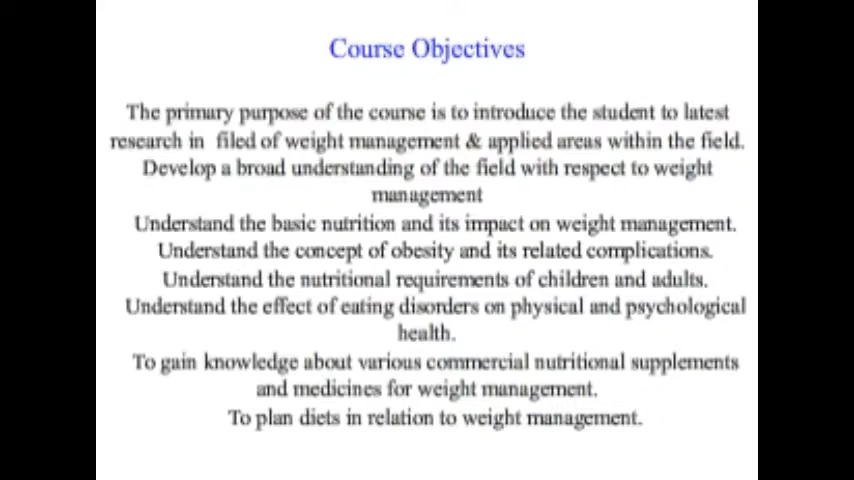 Course Objectives
The primary purpose of the course is to introduce the student to latest
research in filed of weight management & applied areas within the field.
Develop a broad understanding of the field with respect to weight
management
Understand the basic nutrition and its impact on weight management.
Understand the concept of obesity and its related complications.
Understand the nutritional requirements of children and adults.
Understand the effect of eating disorders on physical and psychological
health.
To gain knowledge about various commercial nutritional supplements
and medicines for weight management.
To plan diets in relation to weight management.